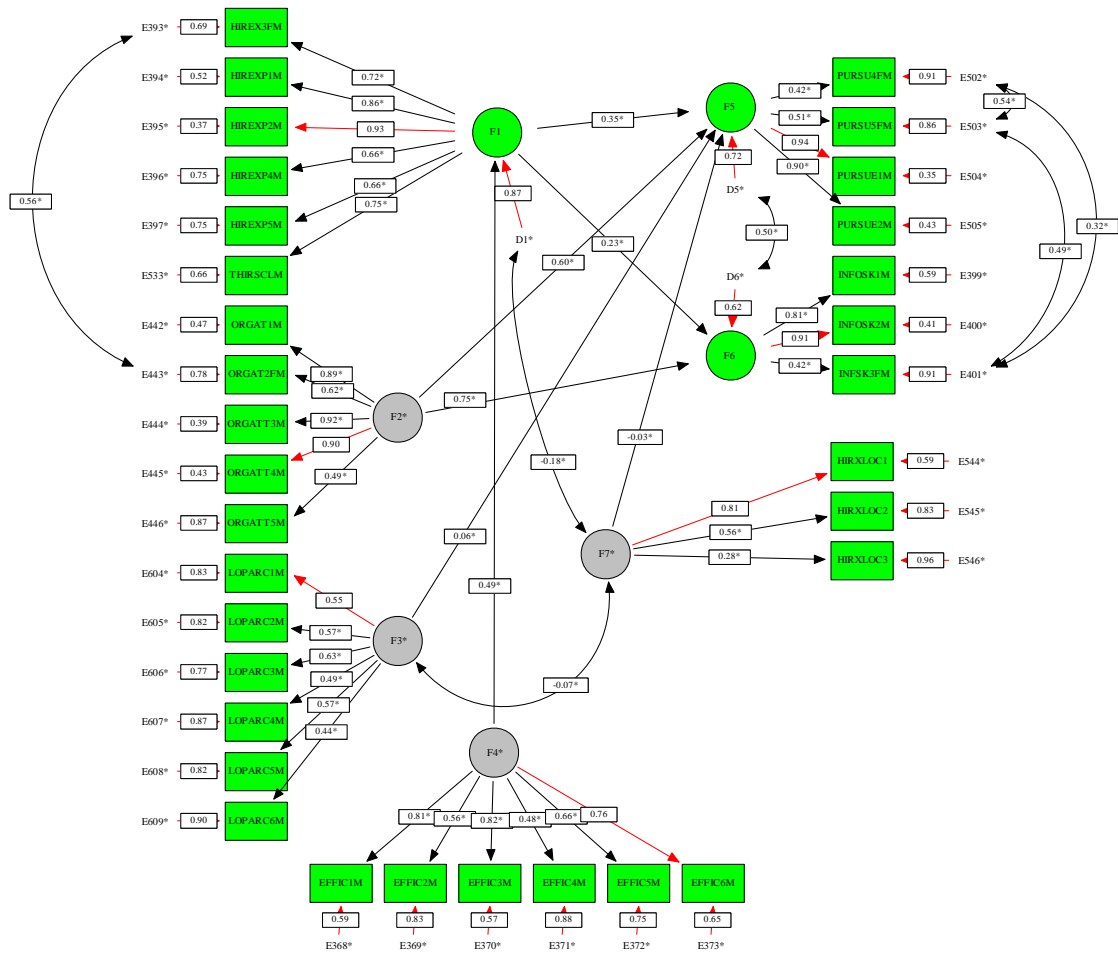 E393* 0.69 HIREX3FM
E394* 0.52 HIREXP1M
E395* 0.37 HIREXP2M
E396* 0.75 HIREXP4M
E397* 0.75 HIREXP5M
E533* 0.66 THIRSCLM
E442* 0.47 ORGAT1M
E443* 0.78 ORGAT2FM
E444* 0.39 ORGATT3M
E445* 0.43 ORGATT4M
E446* 0.87 ORGATT5M
E604* 0.83 LOPARC1M
E605* 0.82 LOPARC2M
E606* 0.77 LOPARC3M
E607* 0.87 LOPARC4M
E608* 0.82 LOPARC5M
E609* 0.90 LOPARC6M
0.56*
0.72*
0.86*
0.93
0.66*
0.66*
0.75*
F1
0.35*
0.87
D1*
0.23*
0.60*
0.89*
0.62*
0.92*
0.90
0.49*
F2*
0.75*
-0.18*
-0.03*
0.06*
0.49*
0.55
0.57*
0.63*
0.49*
0.57*
0.44*
F3*
-0.07*
F7*
0.81
0.56*
0.28*
F5
0.72
D5*
0.50*
D6*
0.62
F6
0.42*
0.51*
0.94
0.90*
0.81*
0.91
0.42*
PURSU4FM 0.91 E502*
PURSU5FM 0.86 E503*
PURSUE1M 0.35 E504*
PURSUE2M 0.43 E505*
INFOSK1M 0.59 E399*
INFOSK2M 0.41 E400*
INFSK3FM 0.91 E401*
0.54*
0.32*
0.49*
HIRXLOC1 0.59 E544*
HIRXLOC2 0.83 E545*
HIRXLOC3 0.96 E546*
F4*
0.81* 0.56* 0.82* 0.48* 0.66* 0.76
EFFIC1M EFFIC2M EFFIC3M EFFIC4M EFFIC5M EFFIC6M
0.59 0.83 0.57 0.88 0.75 0.65
E368* E369* E370* E371* E372* E373*